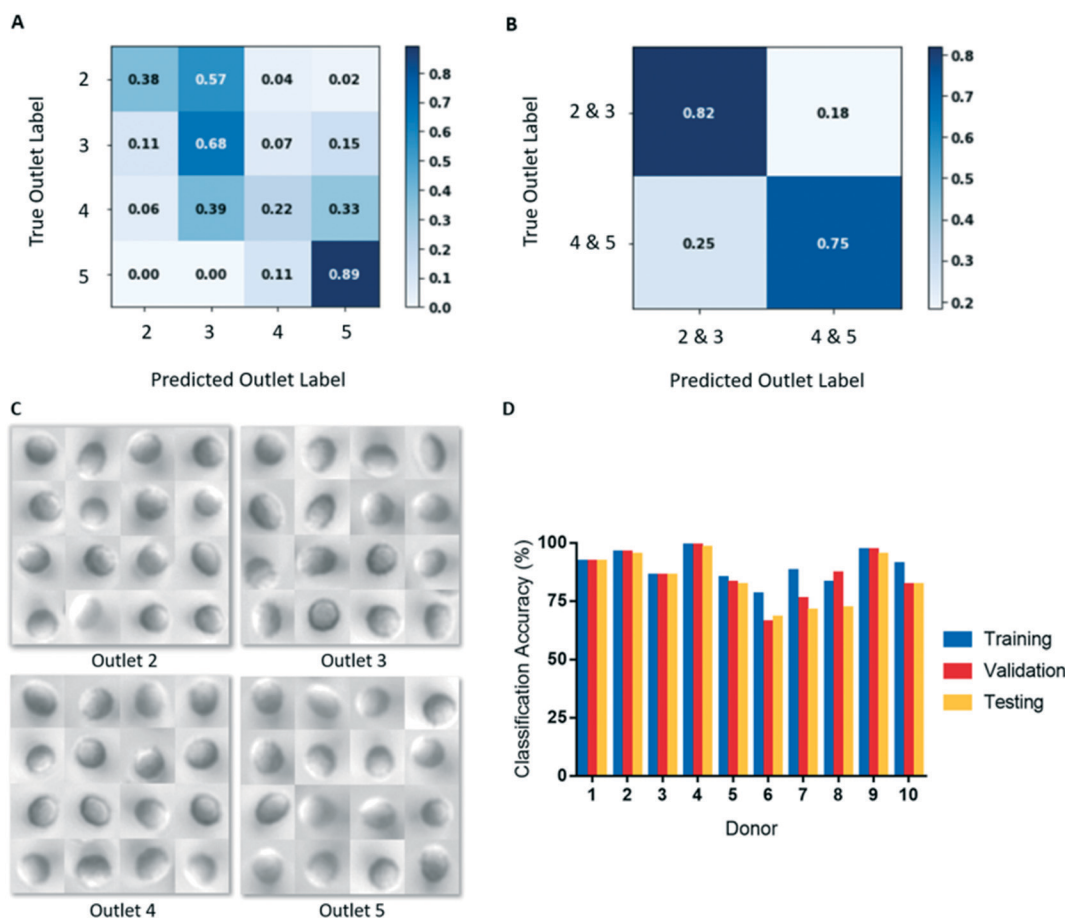 A
True Outlet Label
2
3
4
5
0.38 0.57 0.04 0.02
0.11 0.68 0.07 0.15
0.06 0.39 0.22 0.33
0.00 0.00 0.11 0.89
2 3 4 5
Predicted Outlet Label
0.8
0.7
0.6
0.5
0.4
0.3
0.2
0.1
0.0
B
True Outlet Label
2 & 3
4 & 5
0.82 0.18
0.25 0.75
2 & 3 4 & 5
Predicted Outlet Label
0.8
0.7
0.6
0.5
0.4
0.3
0.2
C
Outlet 2
Outlet 3
Outlet 4
Outlet 5
D
Classification Accuracy (%)
100
75
50
25
0
1 2 3 4 5 6 7 8 9 10
Donor
Training
Validation
Testing